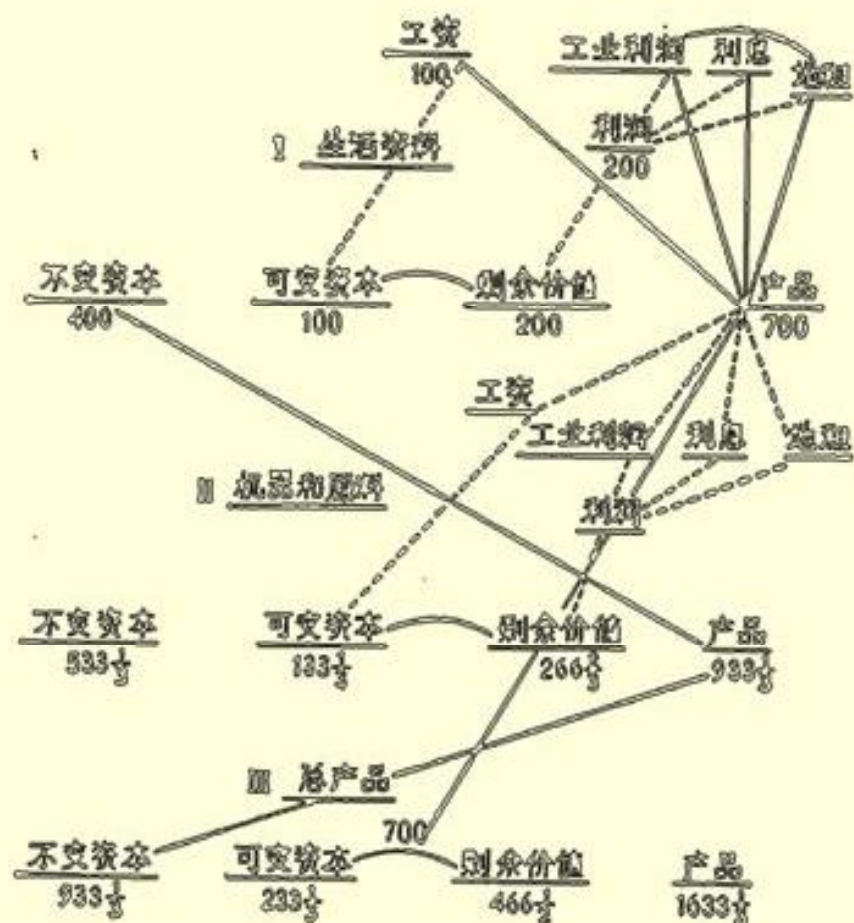 工资 工业利润 利息 地租
100
利润
200
I 生活资料
不变资本 可变资本 剩余价值 产品
400 100 200 700
工资
工业利润 利息 地租
II 机器和原料
利润
不变资本 可变资本 剩余价值 产品
533⅓ 133⅓ 266⅔ 933⅓
III 总产品
700
不变资本 可变资本 剩余价值 产品
933⅓ 233⅓ 466⅔ 1633⅓